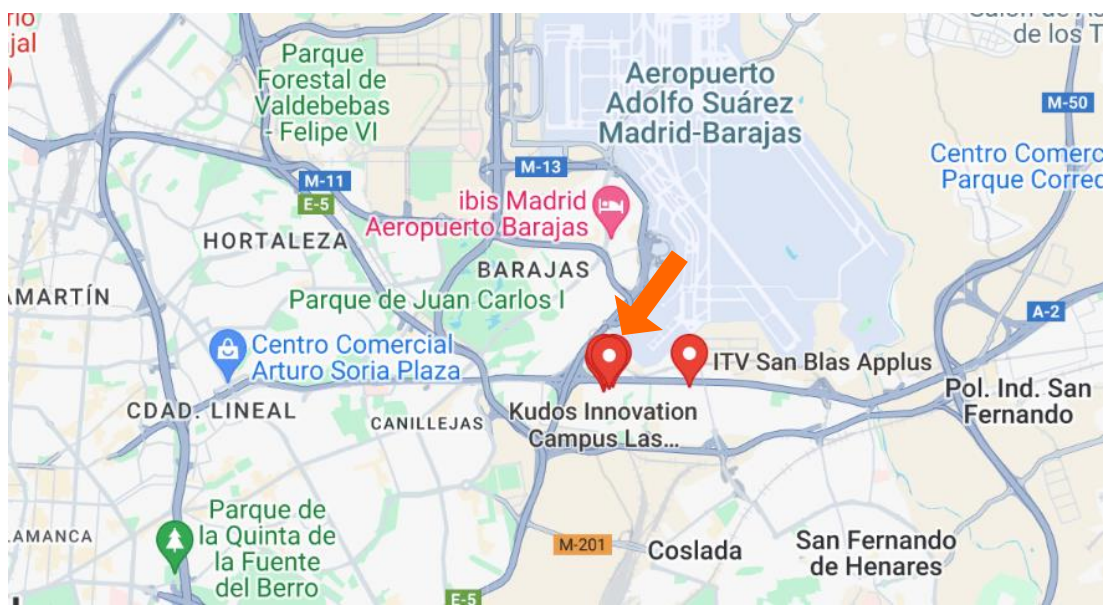 jal
Parque
Forestal de
Valdebebas
- Felipe VI
Aeropuerto
Adolfo Suárez
Madrid-Barajas
de los T
M-50
Centro Comerc
Parque Corred
M-13
M-11
E-5
ibis Madrid
Aeropuerto Barajas
HORTALEZA
BARAJAS
AMARTÍN
Parque de Juan Carlos I
A-2
Centro Comercial
Arturo Soria Plaza
ITV San Blas Applus
Pol. Ind. San
Fernando
CDAD. LINEAL
CANILLEJAS
Kudos Innovation
Campus Las...
Parque de
la Quinta de
la Fuente
del Berro
LAMANCA
M-201
Coslada
San Fernando
de Henares
E-5